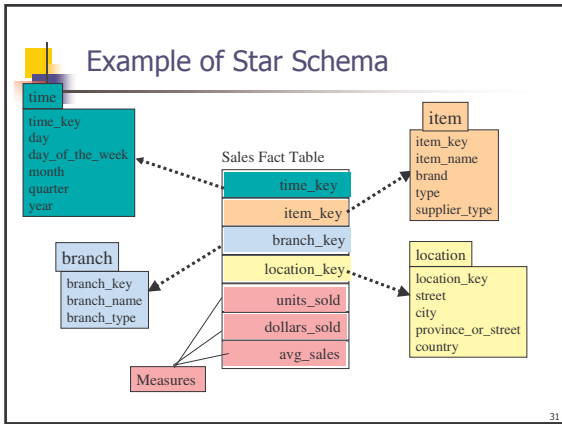 Example of Star Schema
time
time_key
day
day_of_the_week
month
quarter
year
item
item_key
item_name
brand
type
supplier_type
Sales Fact Table
time_key
item_key
branch_key
location_key
units_sold
dollars_sold
avg_sales
branch
branch_key
branch_name
branch_type
location
location_key
street
city
province_or_street
country
Measures
31